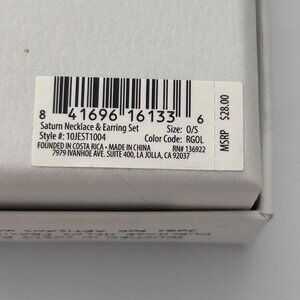 8 41696 16133 6
Saturn Necklace & Earring Set Size: O/S
Style #: 10JEST1004 Color Code: RGOL
FOUNDED IN COSTA RICA • MADE IN CHINA RN# 136922
7979 IVANHOE AVE. SUITE 400, LA JOLLA, CA 92037
MSRP $28.00